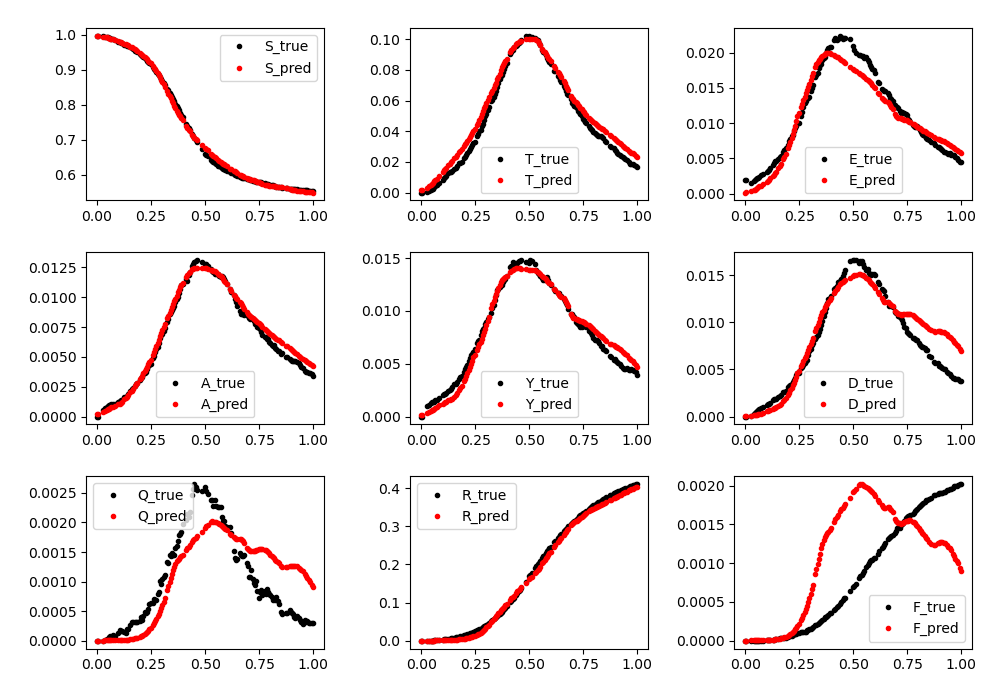 1.0
0.9
0.8
0.7
0.6
0.00 0.25 0.50 0.75 1.00
S_true
S_pred
0.10
0.08
0.06
0.04
0.02
0.00
0.00 0.25 0.50 0.75 1.00
T_true
T_pred
0.020
0.015
0.010
0.005
0.000
0.00 0.25 0.50 0.75 1.00
E_true
E_pred
0.0125
0.0100
0.0075
0.0050
0.0025
0.0000
0.00 0.25 0.50 0.75 1.00
A_true
A_pred
0.015
0.010
0.005
0.000
0.00 0.25 0.50 0.75 1.00
Y_true
Y_pred
0.015
0.010
0.005
0.000
0.00 0.25 0.50 0.75 1.00
D_true
D_pred
0.0025
0.0020
0.0015
0.0010
0.0005
0.0000
0.00 0.25 0.50 0.75 1.00
Q_true
Q_pred
0.4
0.3
0.2
0.1
0.0
0.00 0.25 0.50 0.75 1.00
R_true
R_pred
0.0020
0.0015
0.0010
0.0005
0.0000
0.00 0.25 0.50 0.75 1.00
F_true
F_pred